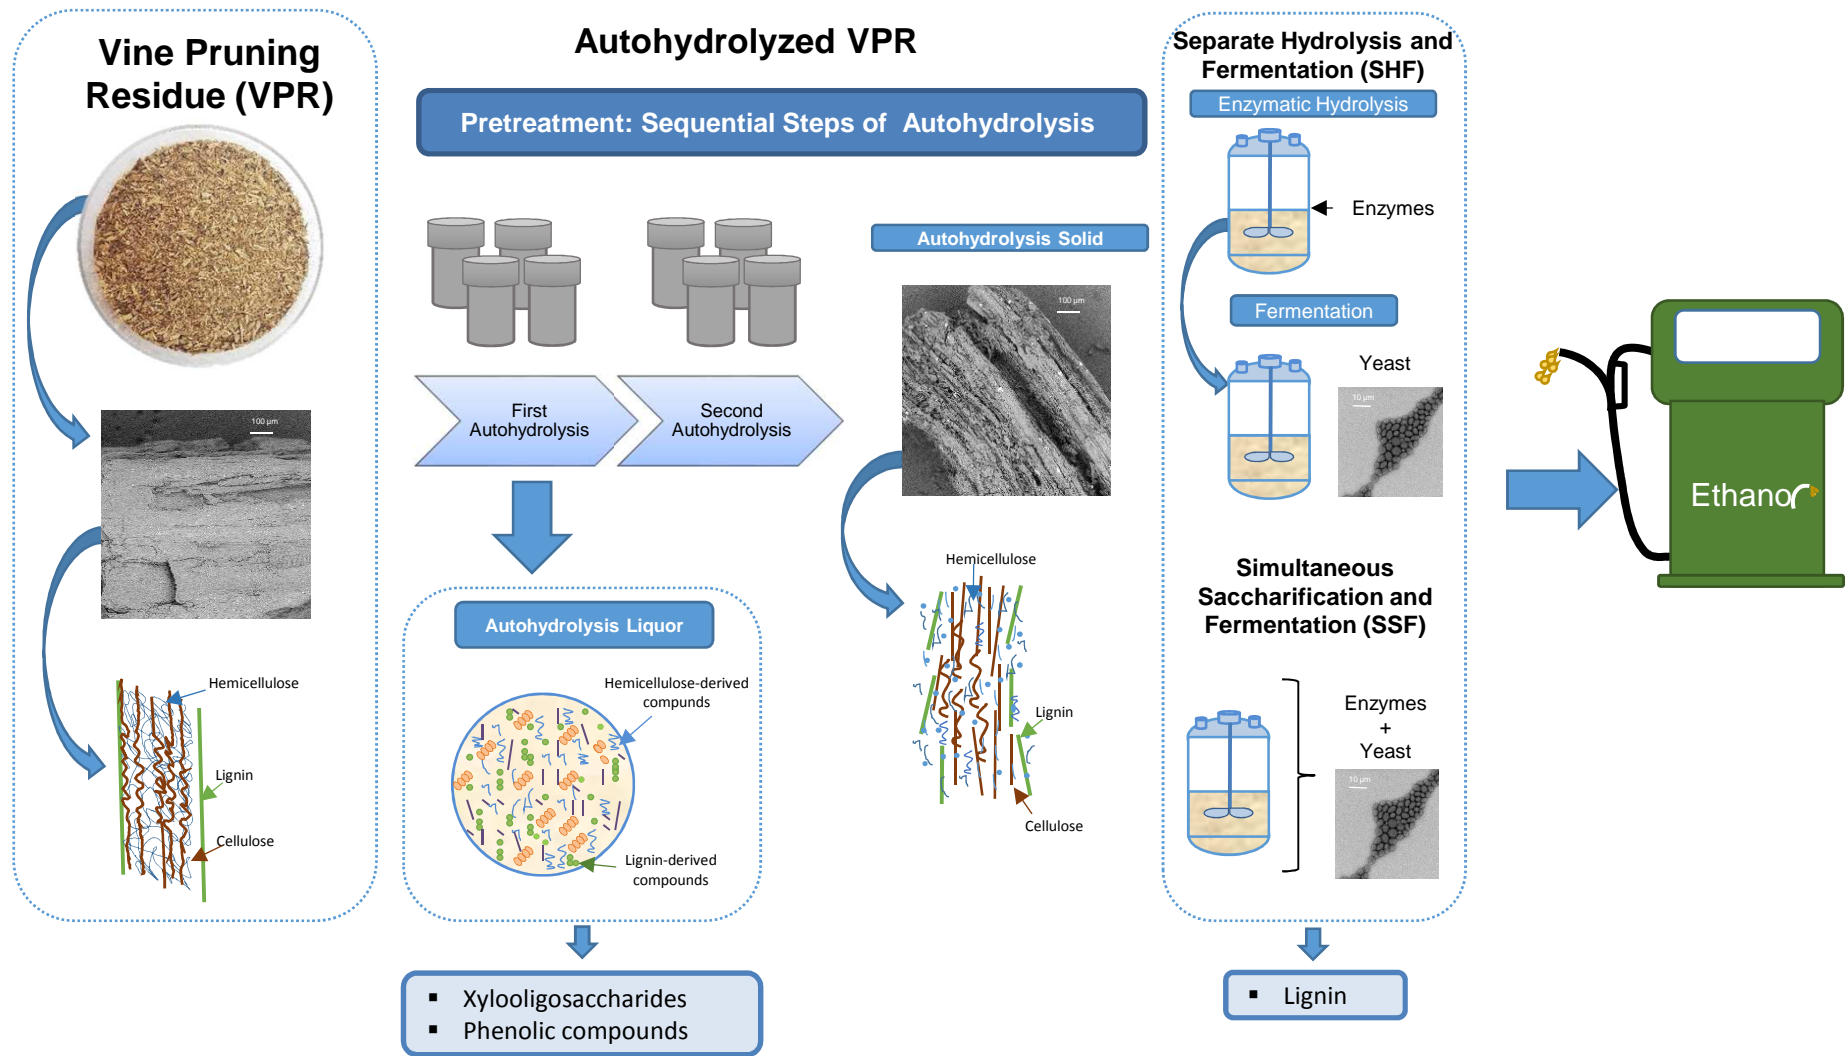 Vine Pruning
Residue (VPR)
100 µm
Hemicellulose
Lignin
Cellulose
Autohydrolyzed VPR
Pretreatment: Sequential Steps of Autohydrolysis
First
Autohydrolysis
Second
Autohydrolysis
Autohydrolysis Liquor
Hemicellulose-derived
compunds
Lignin-derived
compounds
▪ Xylooligosaccharides
▪ Phenolic compounds
Autohydrolysis Solid
100 µm
Hemicellulose
Lignin
Cellulose
Separate Hydrolysis and
Fermentation (SHF)
Enzymatic Hydrolysis
Enzymes
Fermentation
Yeast
10 µm
Simultaneous
Saccharification and
Fermentation (SSF)
Enzymes
+
Yeast
10 µm
▪ Lignin
Ethanol